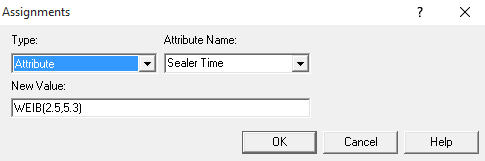 Assignments
Type:
Attribute Name:
Attribute
Sealer Time
New Value:
WEIB(2.5,5.3)
OK
Cancel
Help